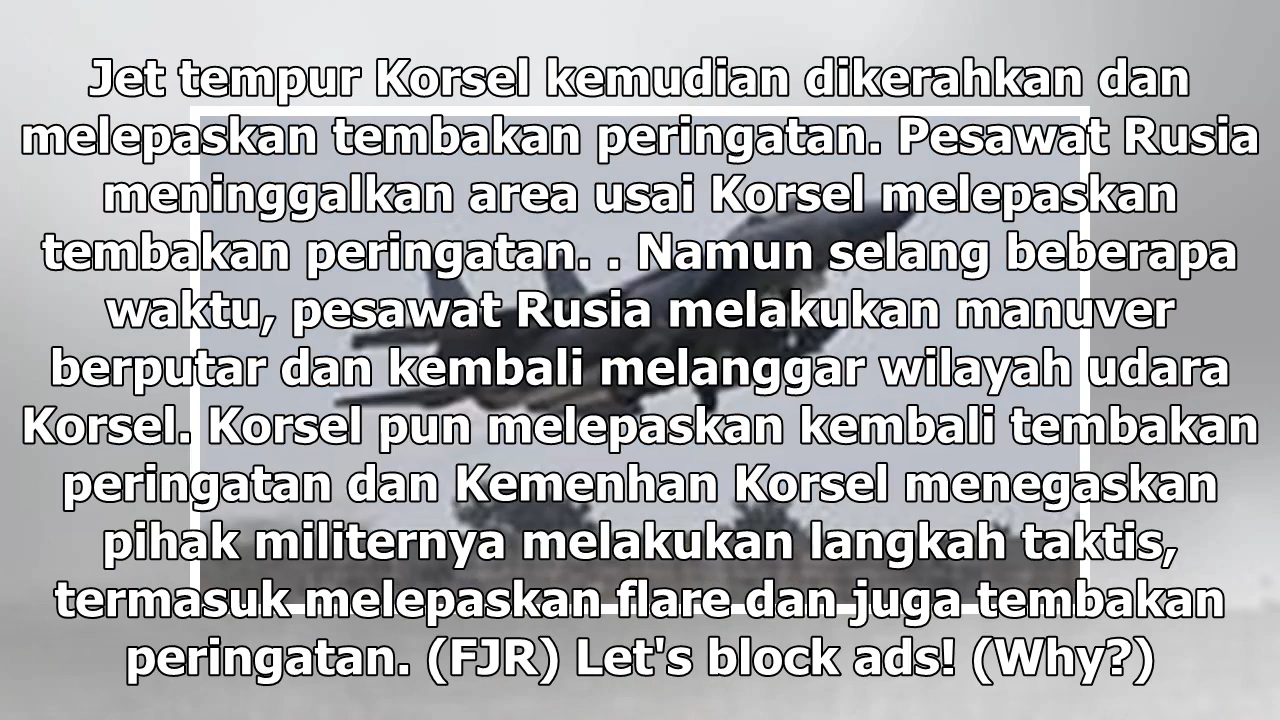 Jet tempur Korsel kemudian dikerahkan dan
melepaskan tembakan peringatan. Pesawat Rusia
meninggalkan area usai Korsel melepaskan
tembakan peringatan. . Namun selang beberapa
waktu, pesawat Rusia melakukan manuver
berputar dan kembali melanggar wilayah udara
Korsel. Korsel pun melepaskan kembali tembakan
peringatan dan Kemenhan Korsel menegaskan
pihak militernya melakukan langkah taktis,
termasuk melepaskan flare dan juga tembakan
peringatan. (FJR) Let's block ads! (Why?)